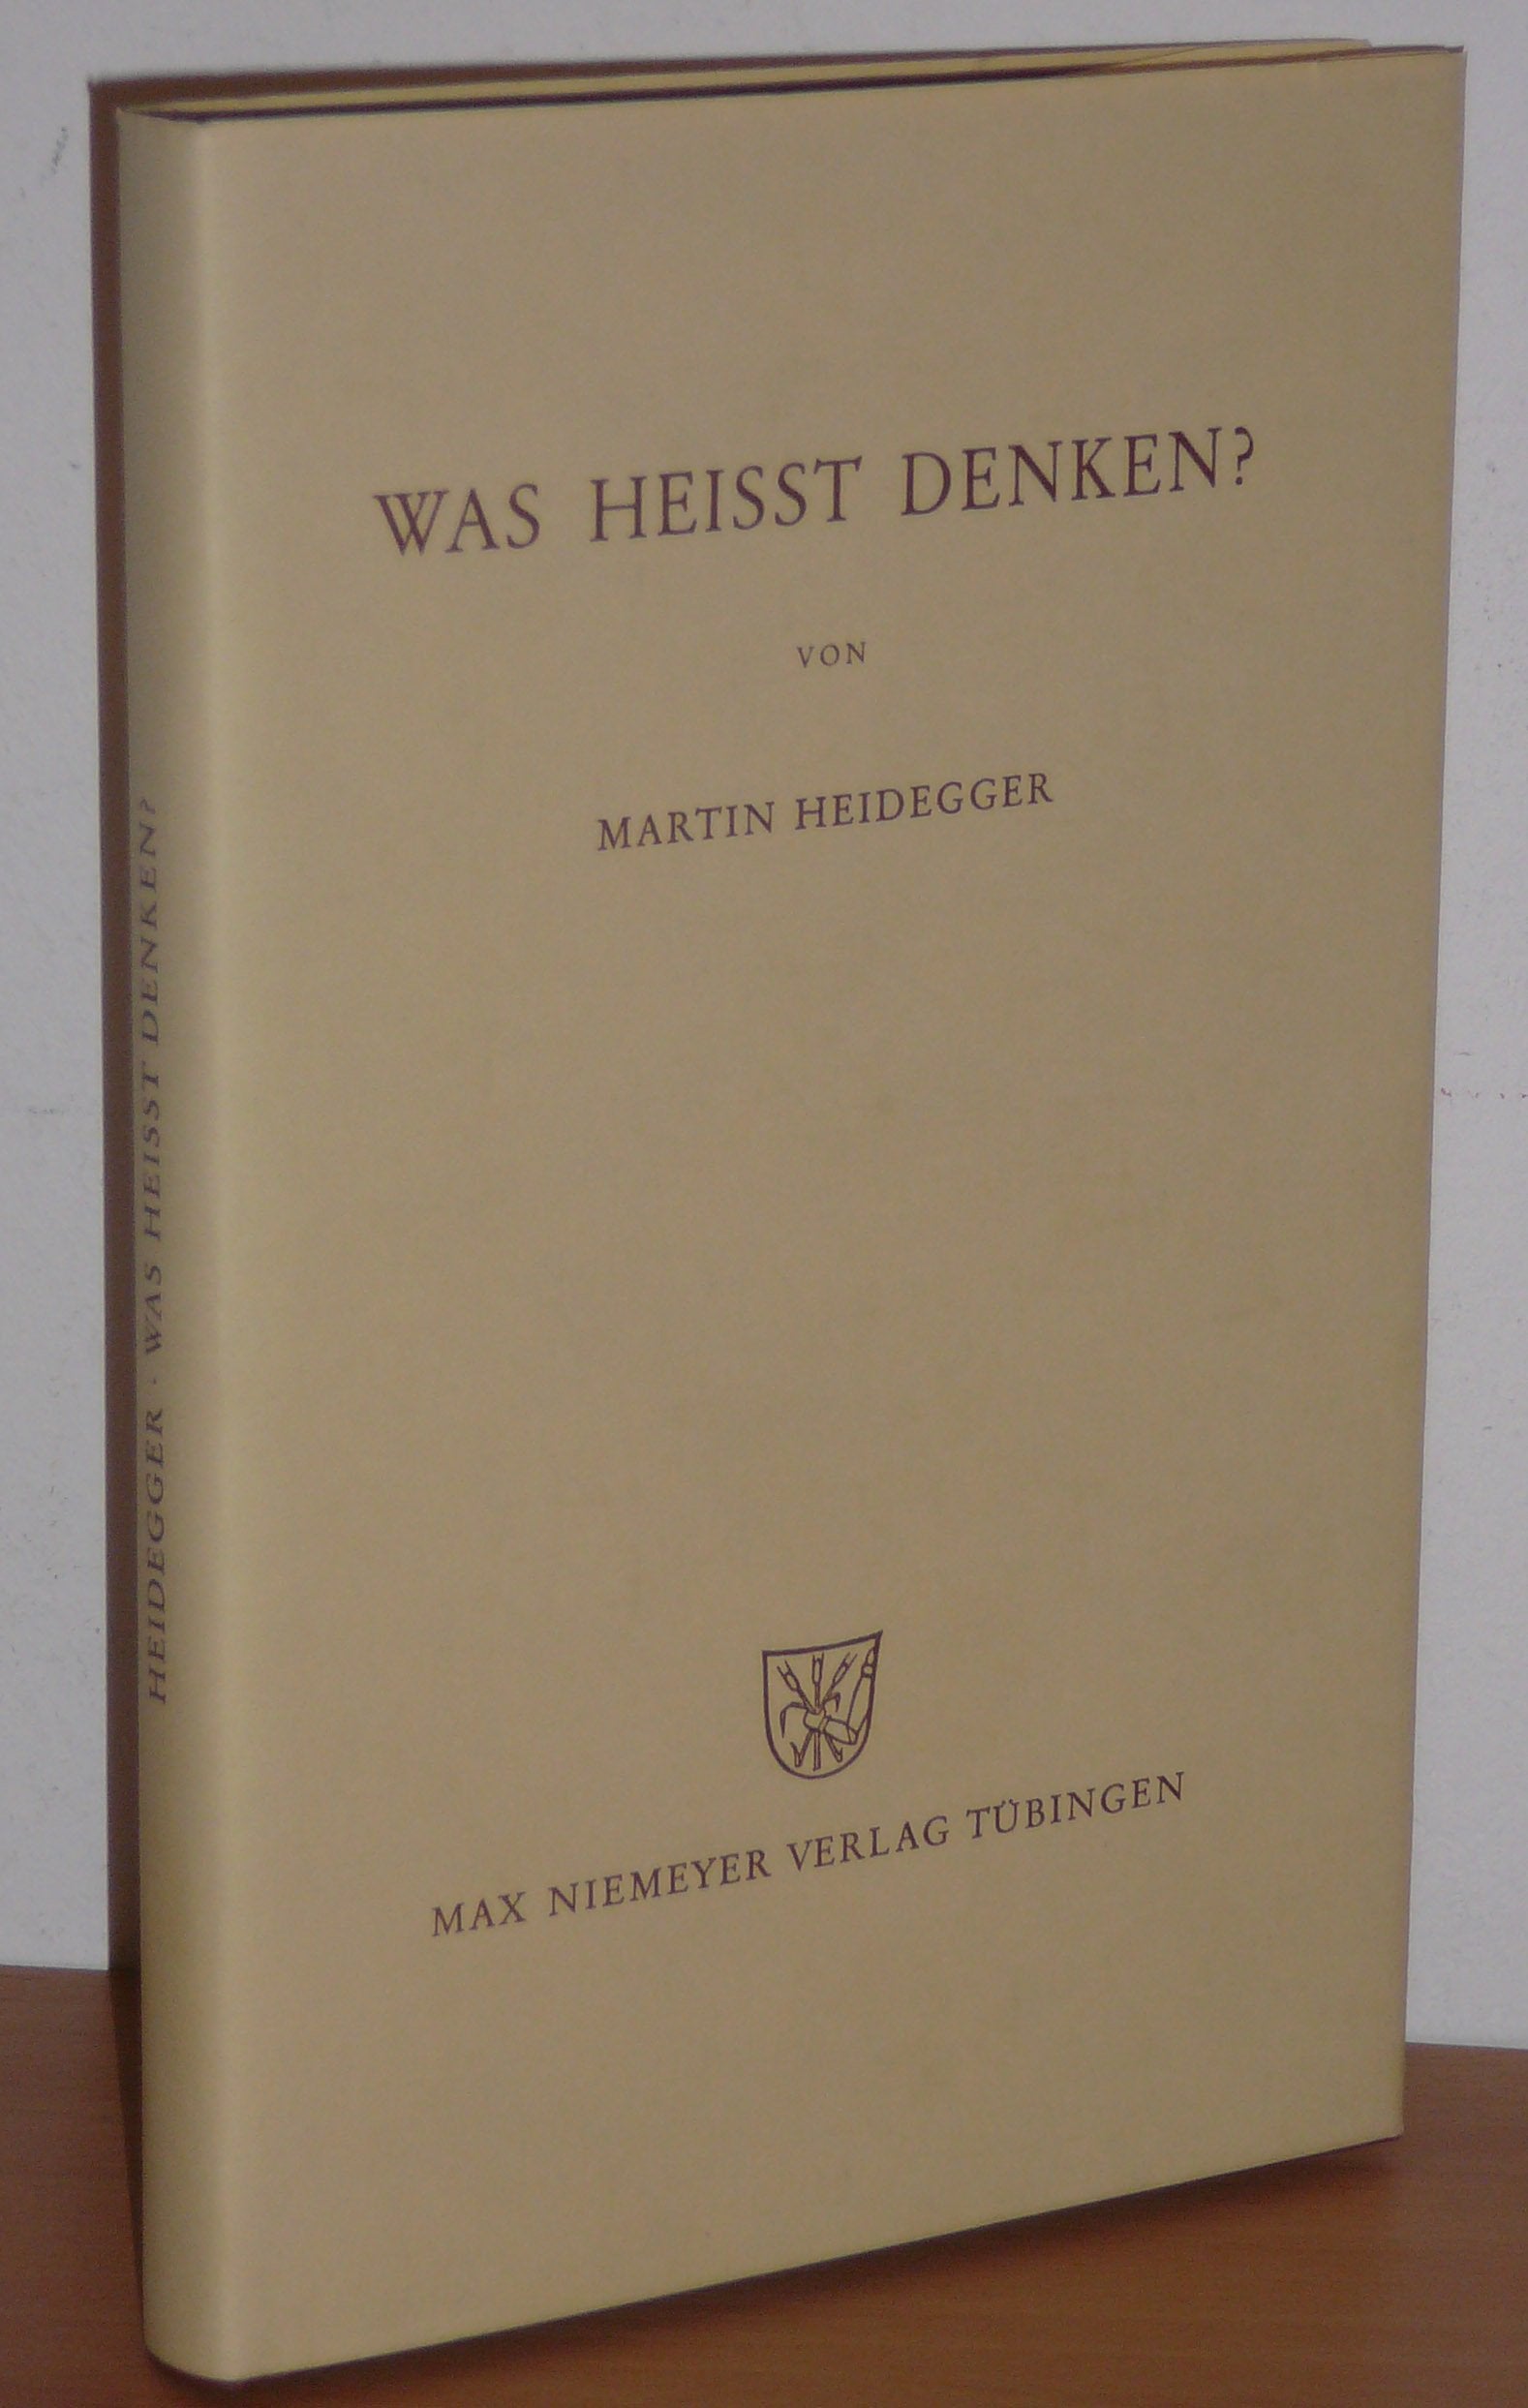 WAS HEISST DENKEN?
VON
MARTIN HEIDEGGER
MAX NIEMEYER VERLAG TÜBINGEN
HEIDEGGER · WAS HEISST DENKEN?